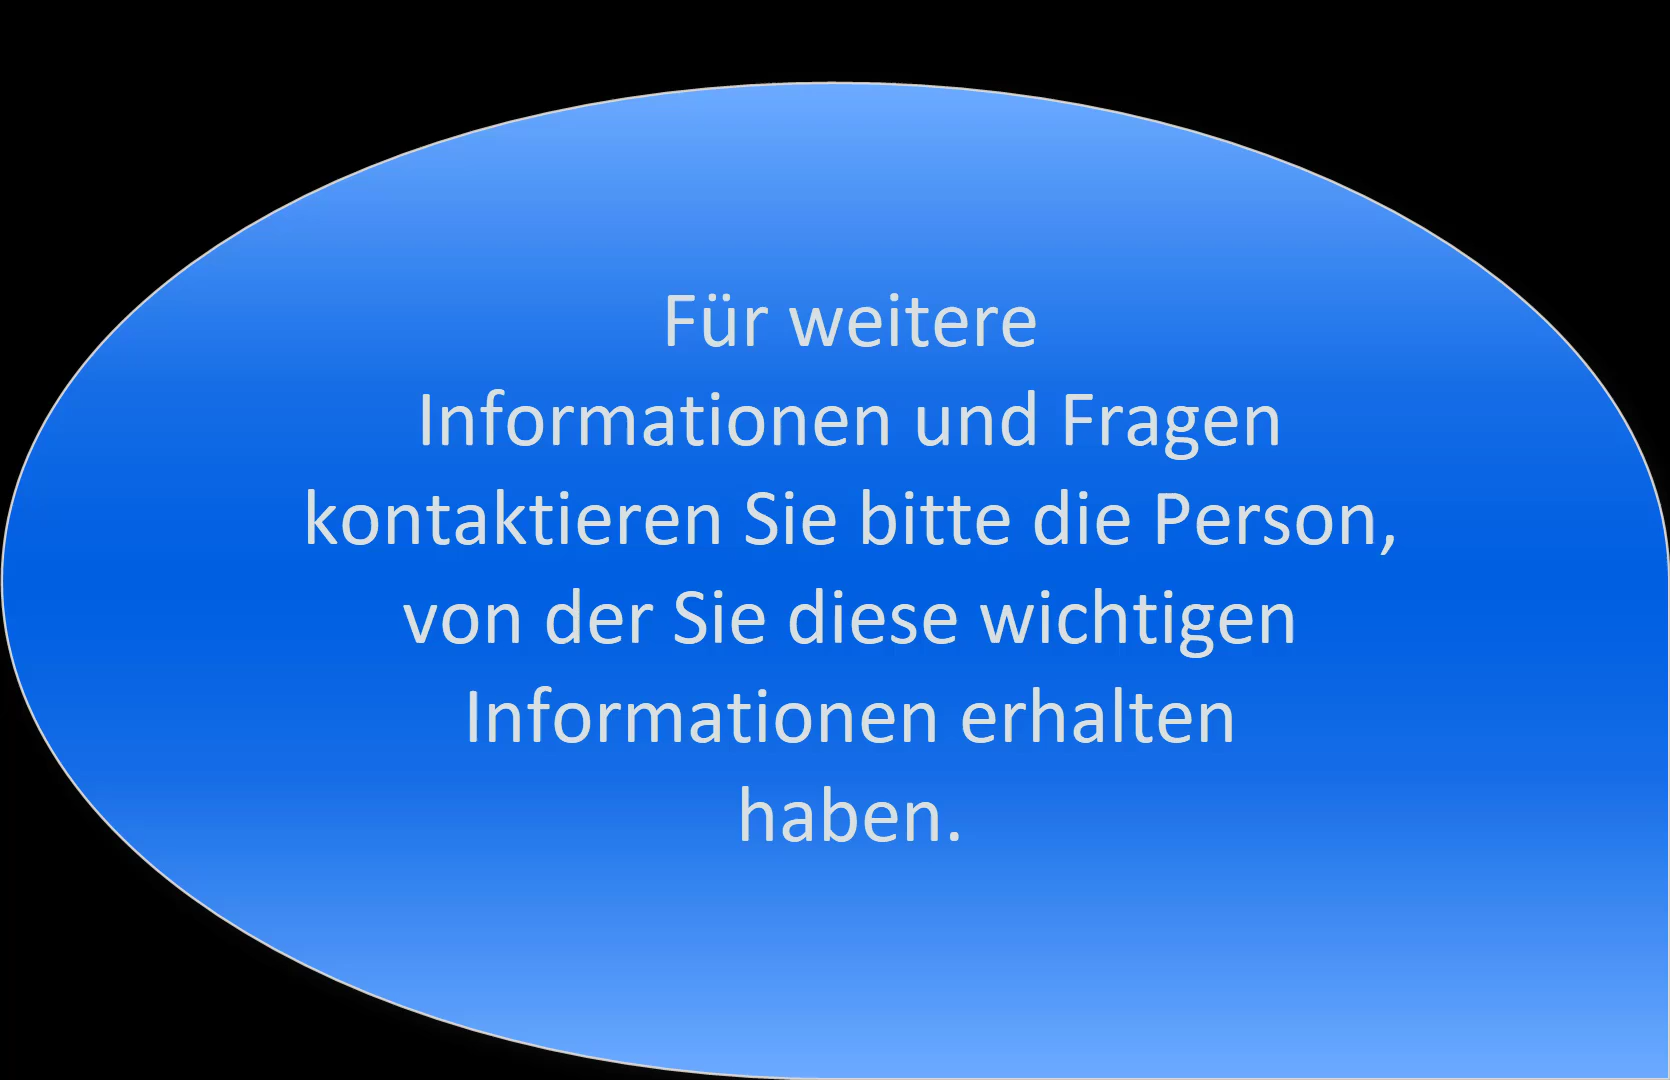 Für weitere
Informationen und Fragen
kontaktieren Sie bitte die Person,
von der Sie diese wichtigen
Informationen erhalten
haben.